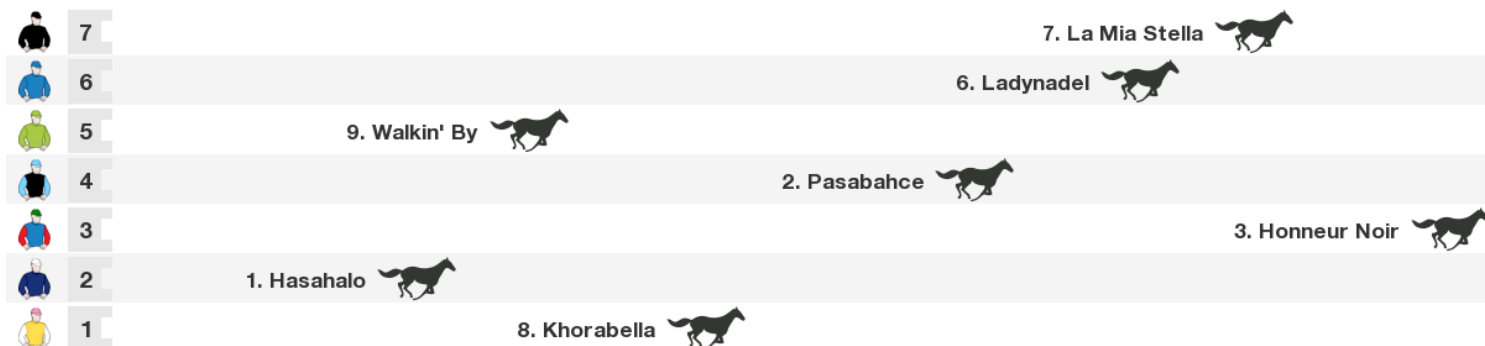 7 7. La Mia Stella
6 6. Ladynadel
5 9. Walkin' By
4 2. Pasabahce
3 3. Honneur Noir
2 1. Hasahalo
1 8. Khorabella